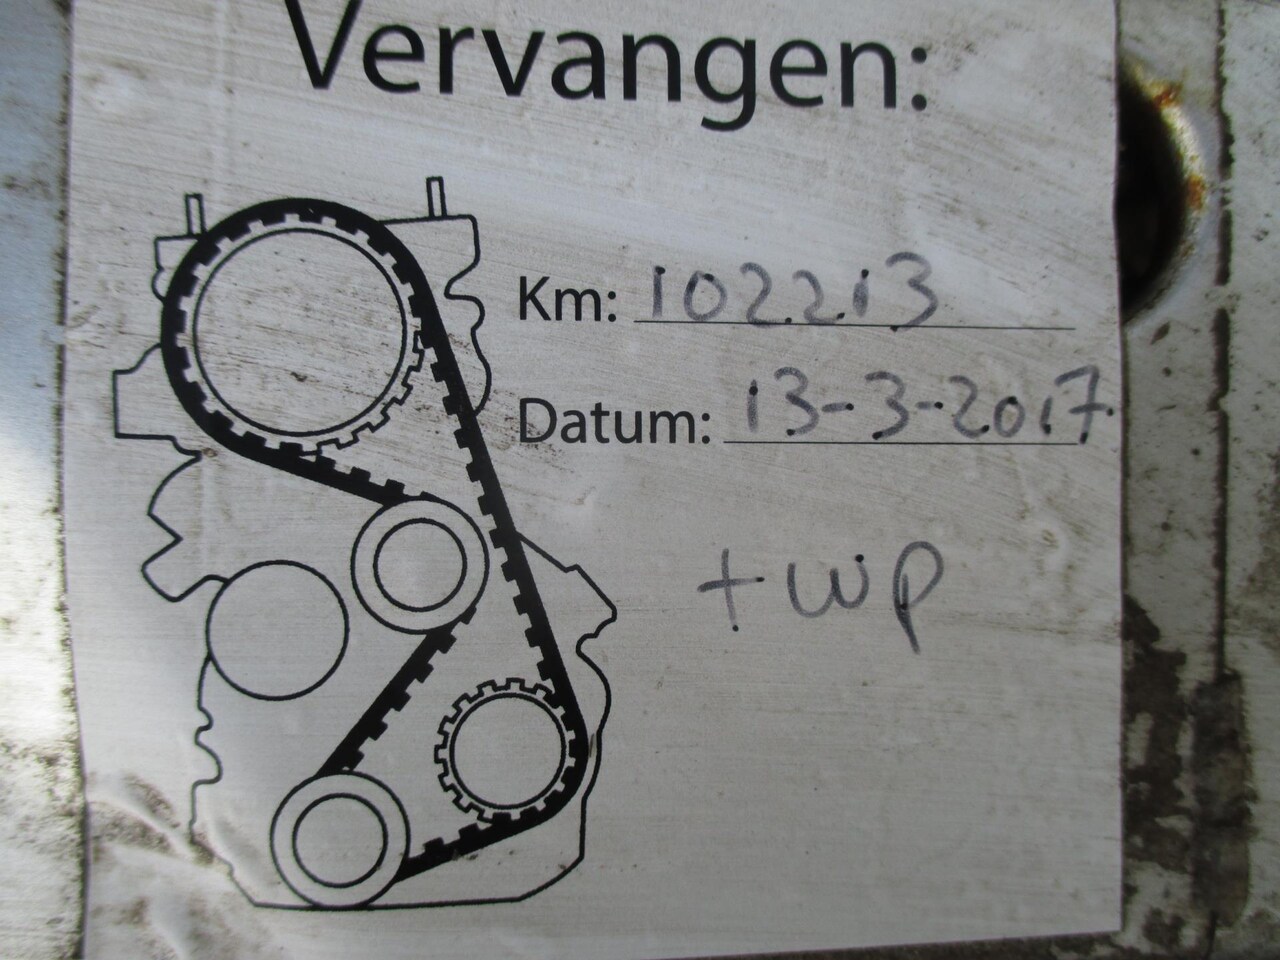 Vervangen:
Km: 102213
Datum: 13-3-2017
+ wp